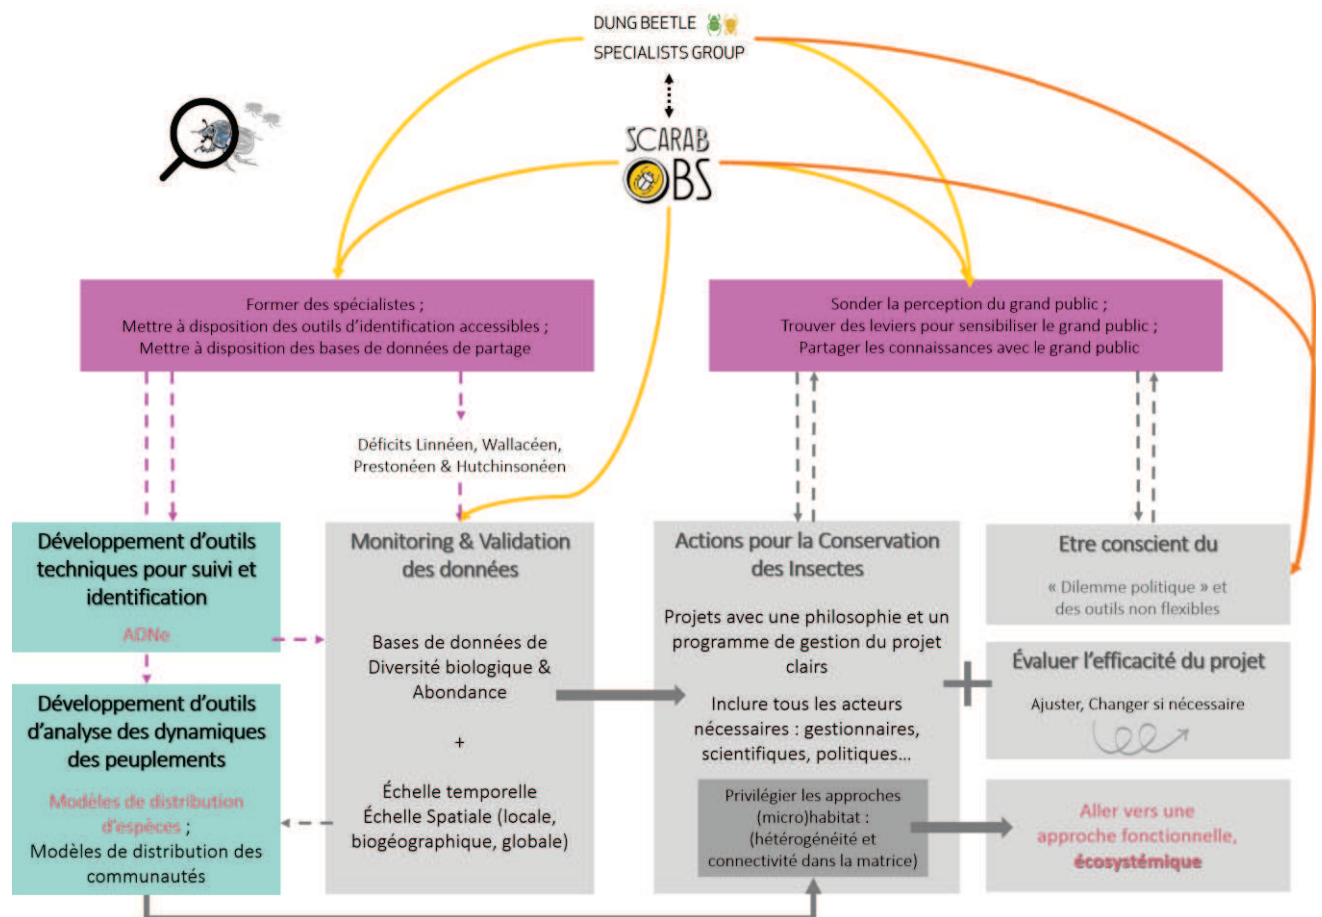 DUNG BEETLE
SPECIALISTS GROUP
SCARAB
OBS
Former des spécialistes ;
Mettre à disposition des outils d'identification accessibles ;
Mettre à disposition des bases de données de partage
Sonder la perception du grand public ;
Trouver des leviers pour sensibiliser le grand public ;
Partager les connaissances avec le grand public
Déficits Linnéen, Wallacéen,
Prestonéen & Hutchinsonéen
Développement d'outils
techniques pour suivi et
identification
ADNe
Développement d'outils
d'analyse des dynamiques
des peuplements
Modèles de distribution
d'espèces ;
Modèles de distribution des
communautés
Monitoring & Validation
des données
Bases de données de
Diversité biologique &
Abondance
+
Échelle temporelle
Échelle Spatiale (locale,
biogéographique, globale)
Actions pour la Conservation
des Insectes
Projets avec une philosophie et un
programme de gestion du projet
clairs
Inclure tous les acteurs
nécessaires : gestionnaires,
scientifiques, politiques…
Privilégier les approches
(micro)habitat :
(hétérogénéité et
connectivité dans la matrice)
Etre conscient du
« Dilemme politique » et
des outils non flexibles
Évaluer l'efficacité du projet
Ajuster, Changer si nécessaire
Aller vers une
approche fonctionnelle,
écosystémique